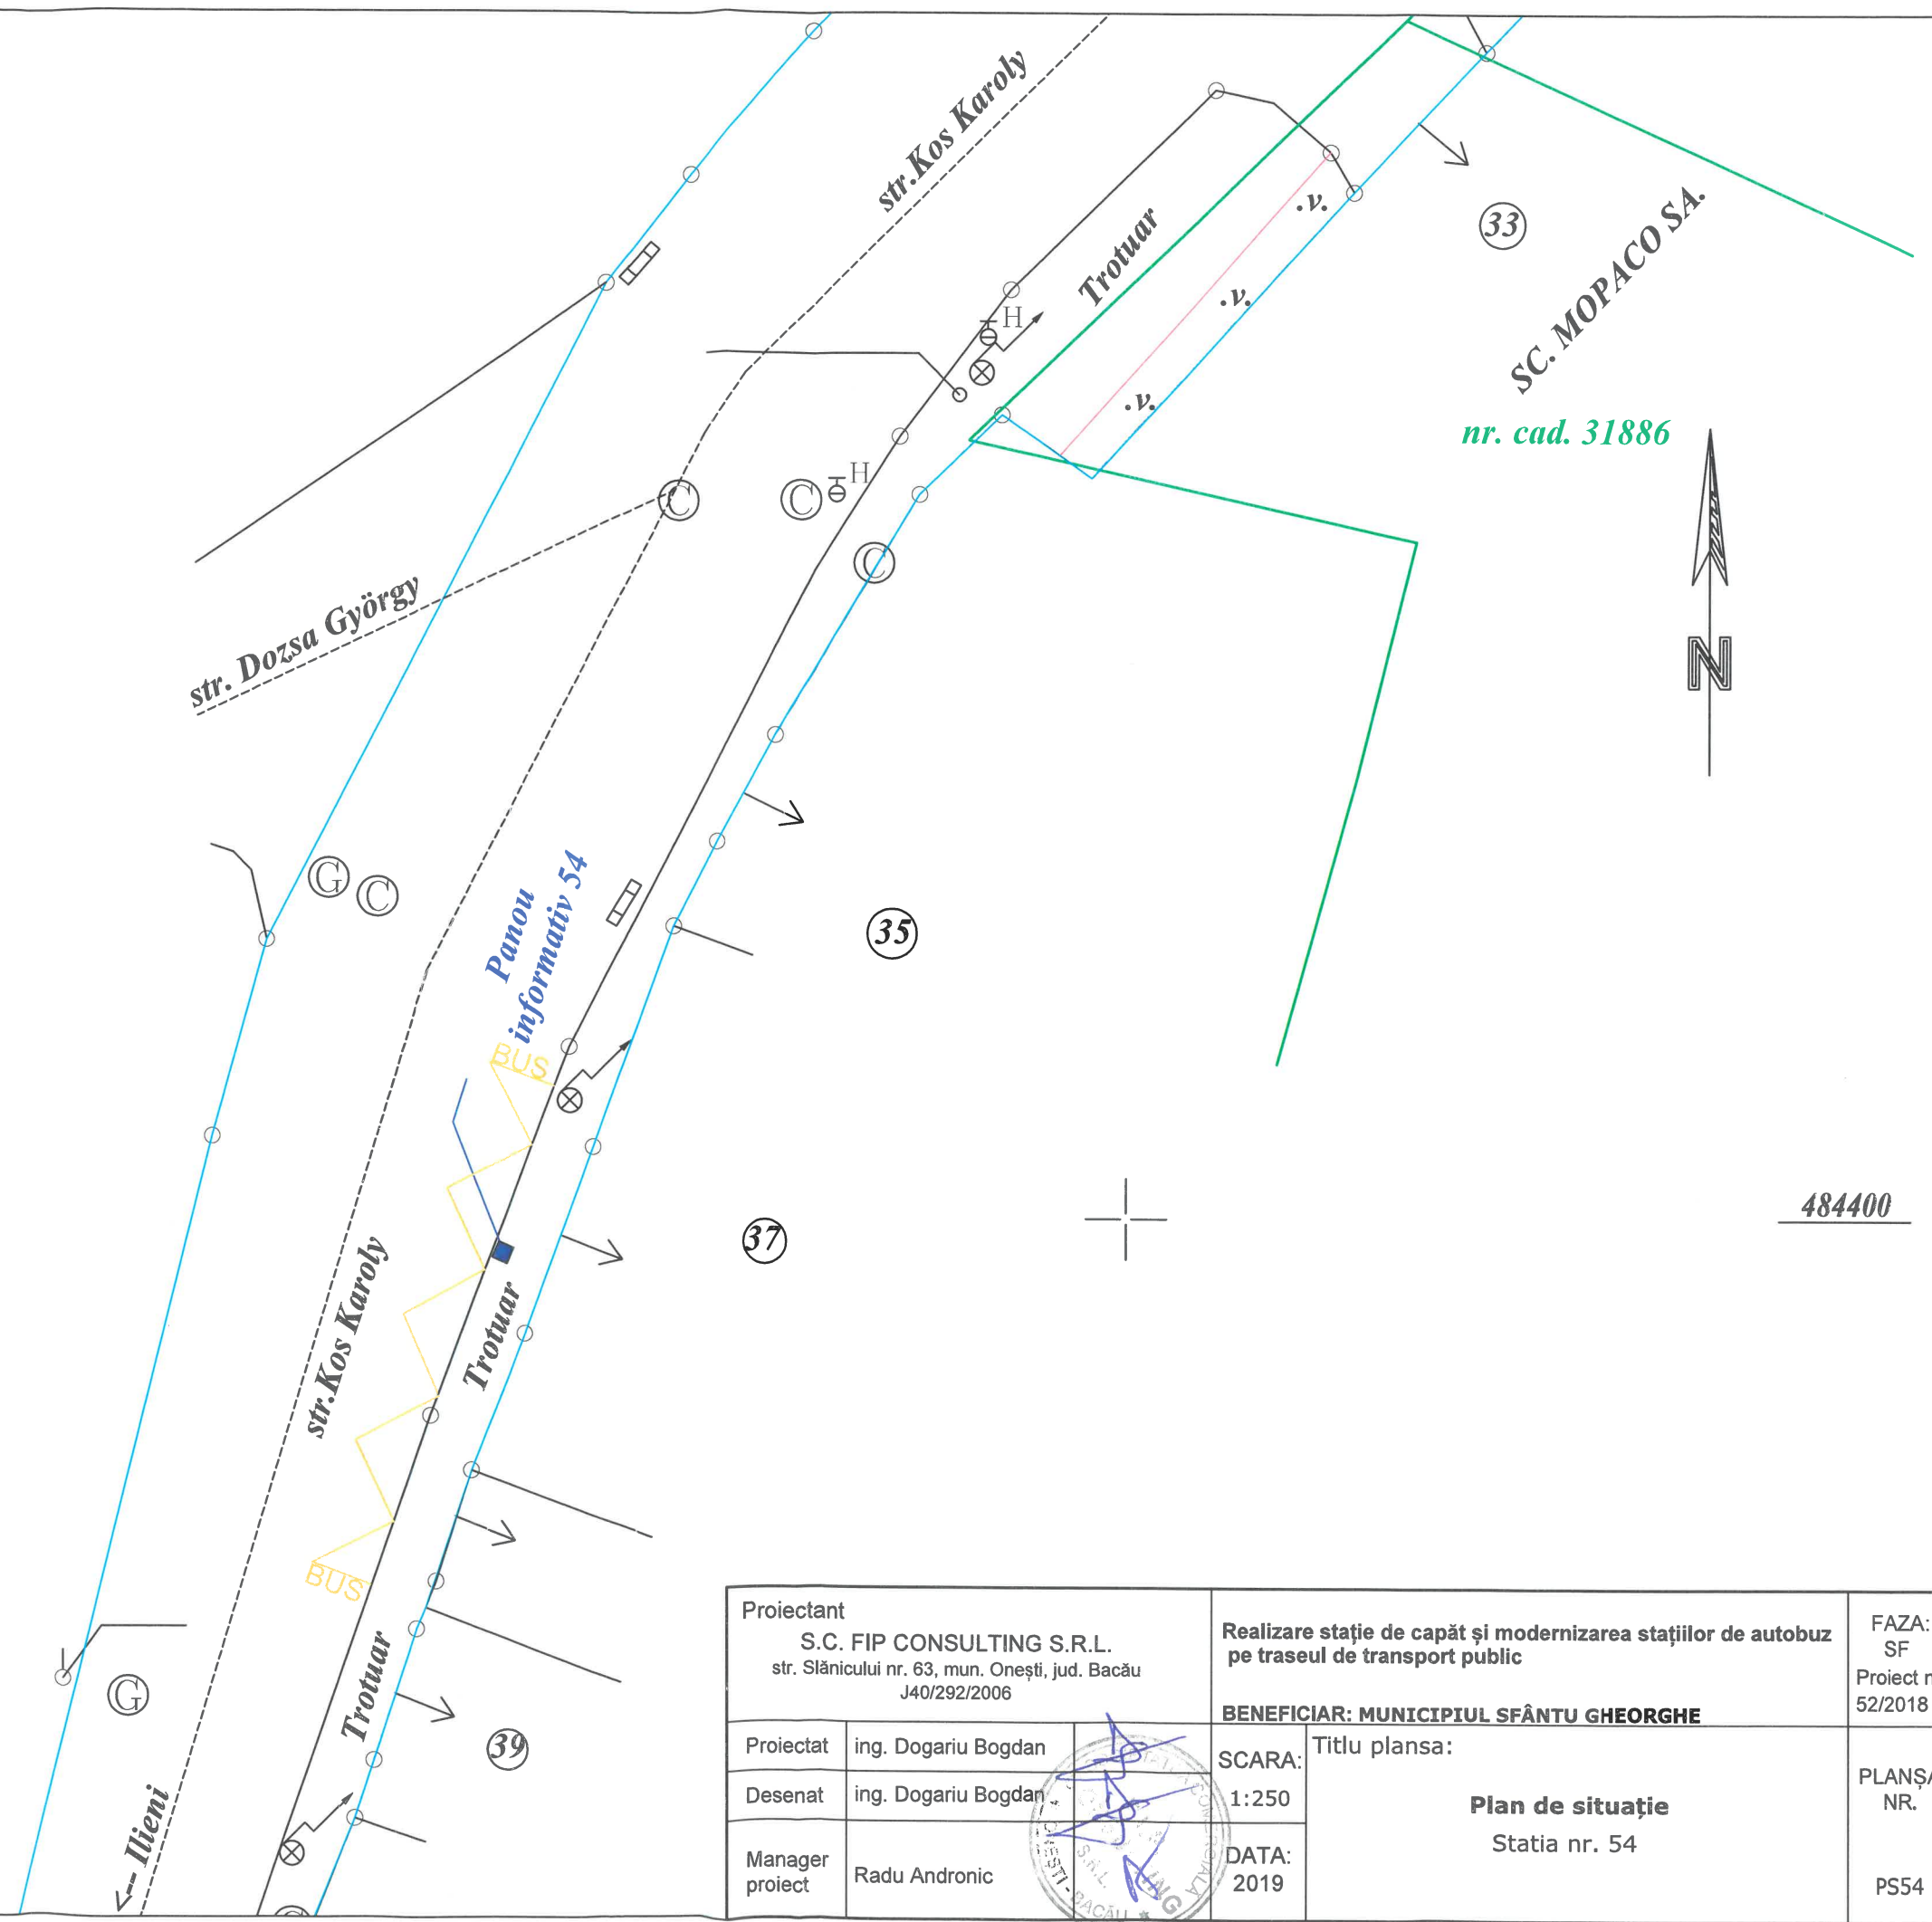 str.Kos Karoly
Trotuar
.v.
.v.
.v.
33
SC. MOPACO SA.
nr. cad. 31886
H
H
C
C
C
str. Dozsa György
N
G
C
Panou
informativ 54
35
BUS
37
484400
str.Kos Karoly
Trotuar
BUS
Trotuar
G
39
<-- Ilieni
Proiectant
S.C. FIP CONSULTING S.R.L.
str. Slănicului nr. 63, mun. Onești, jud. Bacău
J40/292/2006
Realizare stație de capăt și modernizarea stațiilor de autobuz
pe traseul de transport public
BENEFICIAR: MUNICIPIUL SFÂNTU GHEORGHE
FAZA:
SF
Proiect n
52/2018
Proiectat
ing. Dogariu Bogdan
Desenat
ing. Dogariu Bogdan
Manager
proiect
Radu Andronic
SCARA:
1:250
DATA:
2019
Titlu plansa:
Plan de situație
Statia nr. 54
PLANȘA
NR.
PS54
ONEȘTI - BACĂU
S.R.L.